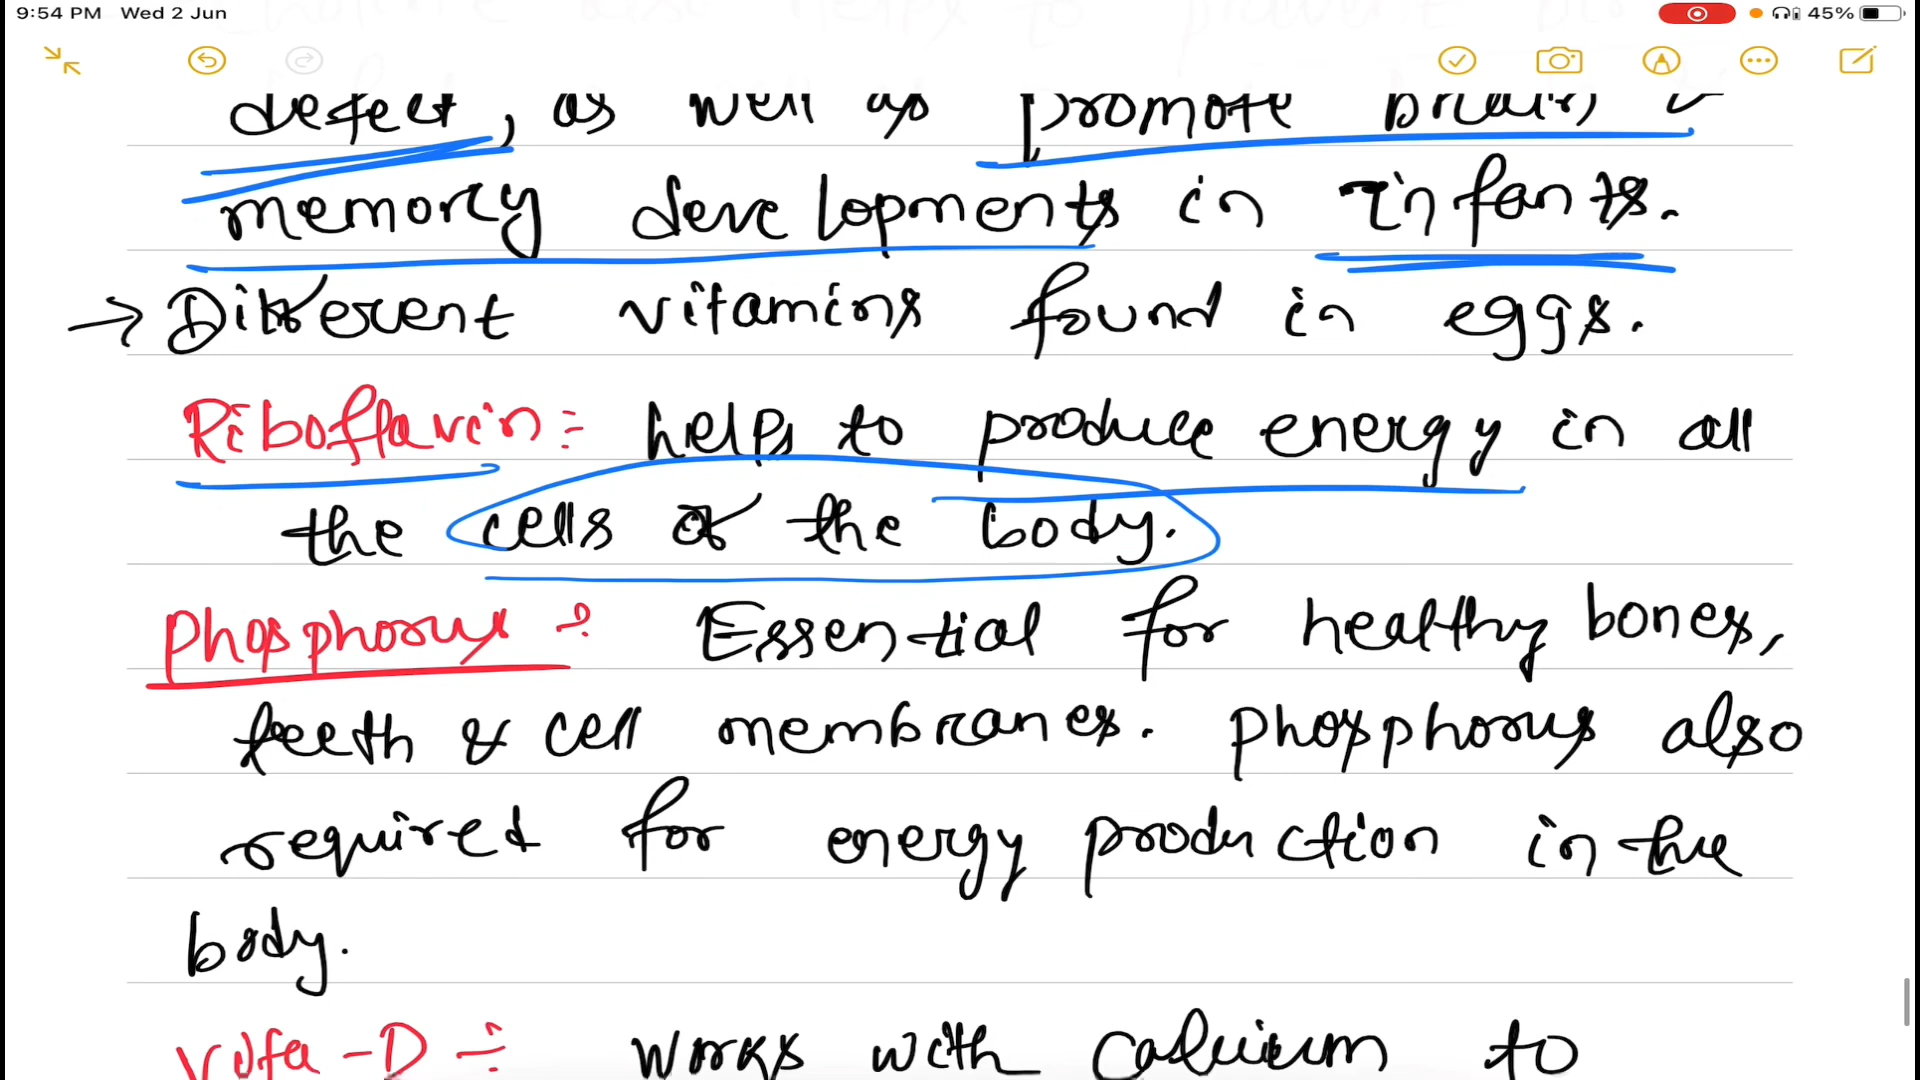 9:54 PM Wed 2 Jun
45%
defect, as well as promote brain &
memory developments in Infants.
→ Different vitamins found in eggs.
Riboflavin:- helps to produce energy in all
the cells of the body.
Phosphorus :- Essential for healthy bones,
teeth & cell membranes. Phosphorus also
required for energy production in the
body.
-D :- works with Calcium to